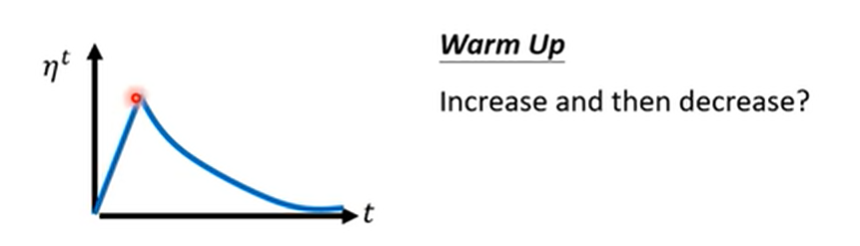 η^t
Warm Up
Increase and then decrease?
t